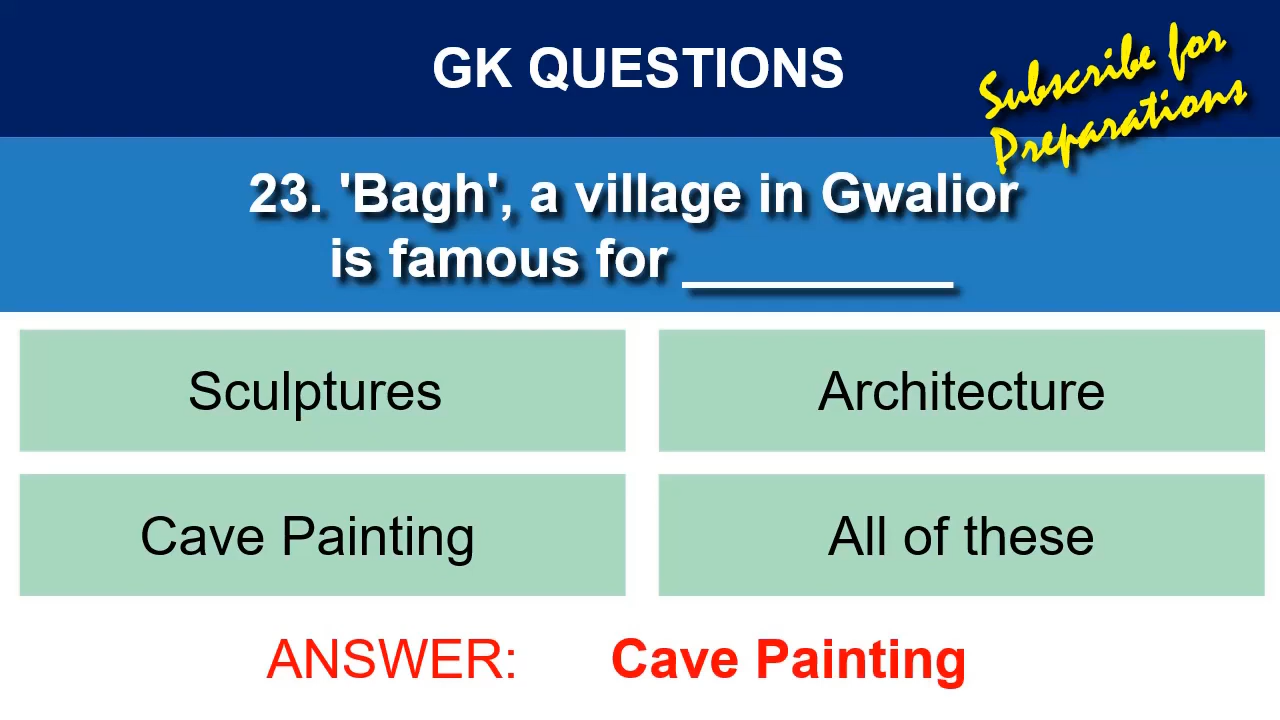 GK QUESTIONS
Subscribe for
Preparations
23. 'Bagh', a village in Gwalior
is famous for __________
Sculptures
Architecture
Cave Painting
All of these
ANSWER: Cave Painting